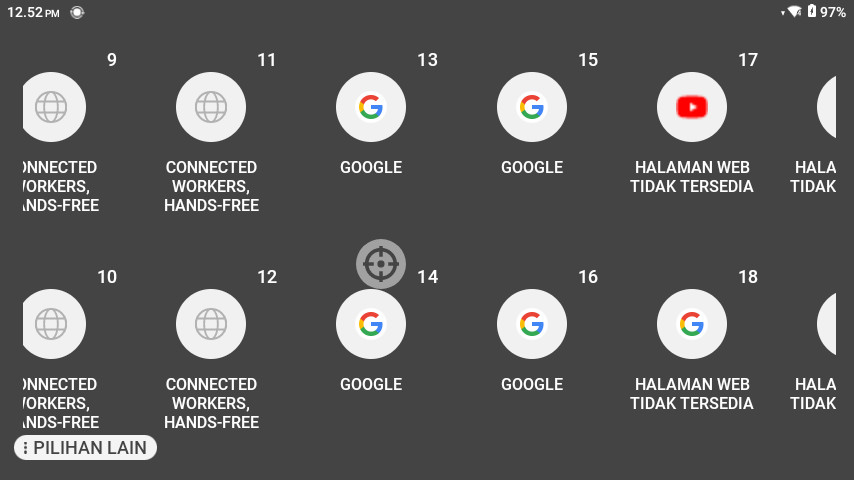 12.52 PM
97%
9
11
13
15
17
ONNECTED
WORKERS,
ANDS-FREE
CONNECTED
WORKERS,
HANDS-FREE
GOOGLE
GOOGLE
HALAMAN WEB
TIDAK TERSEDIA
HALA
TIDAK
10
12
14
16
18
ONNECTED
WORKERS,
ANDS-FREE
CONNECTED
WORKERS,
HANDS-FREE
GOOGLE
GOOGLE
HALAMAN WEB
TIDAK TERSEDIA
HALA
TIDAK
PILIHAN LAIN